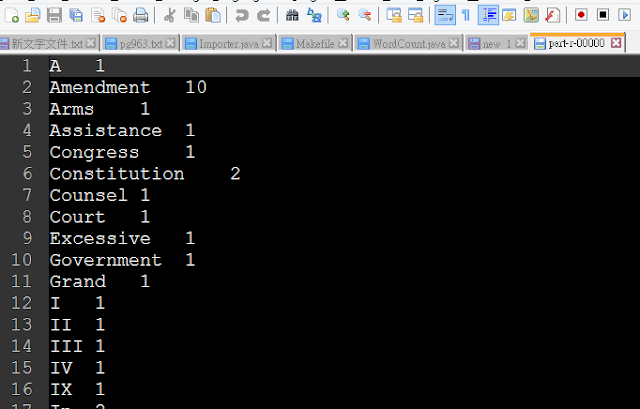 新文字文件.txt pg963.txt Importer.java Makefile WordCount.java new 1 part-r-00000
1 A 1
2 Amendment 10
3 Arms 1
4 Assistance 1
5 Congress 1
6 Constitution 2
7 Counsel 1
8 Court 1
9 Excessive 1
10 Government 1
11 Grand 1
12 I 1
13 II 1
14 III 1
15 IV 1
16 IX 1
17 In 2